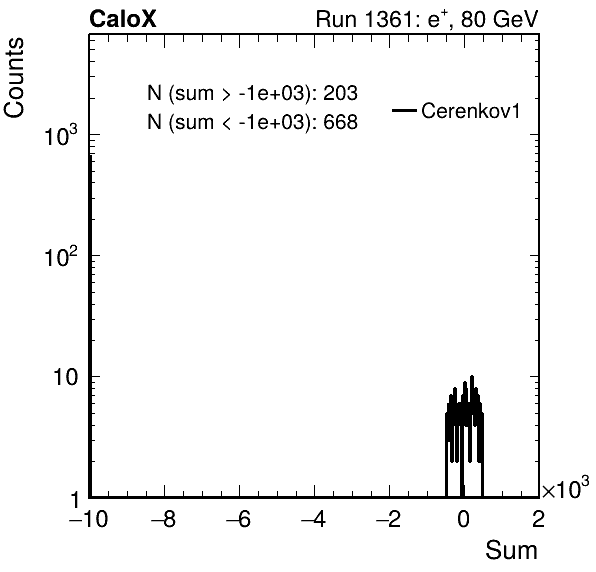 CaloX Run 1361: e⁺, 80 GeV
Counts
N (sum > -1e+03): 203
N (sum < -1e+03): 668
Cerenkov1
10³
10²
10
1
−10 −8 −6 −4 −2 0 2
×10³
Sum